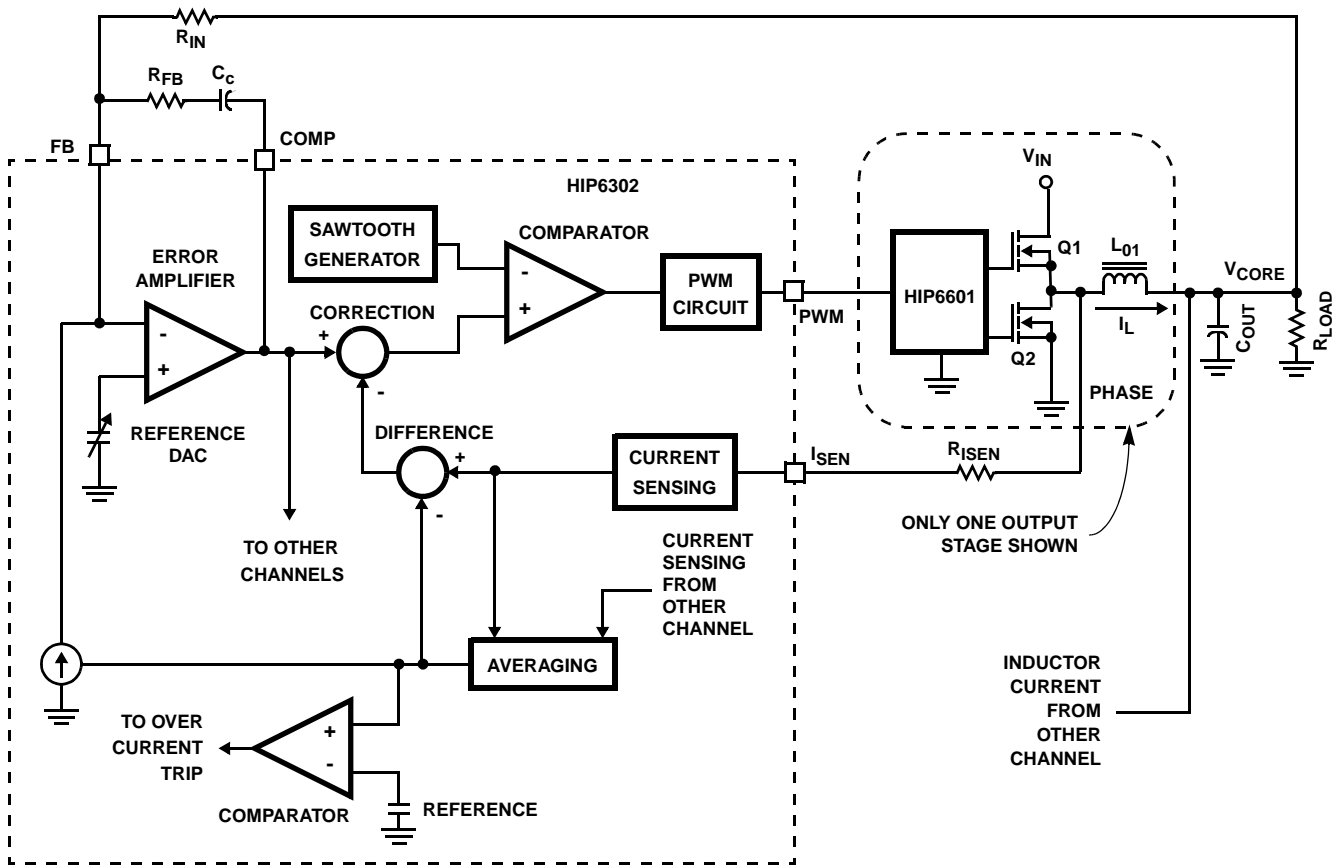 RIN
RFB
Cc
FB
COMP
HIP6302
VIN
SAWTOOTH
GENERATOR
COMPARATOR
-
+
PWM
CIRCUIT
PWM
HIP6601
Q1
Q2
L01
IL
VCORE
COUT
RLOAD
PHASE
ERROR
AMPLIFIER
-
+
CORRECTION
+
-
REFERENCE
DAC
DIFFERENCE
+
-
CURRENT
SENSING
ISEN
RISEN
TO OTHER
CHANNELS
CURRENT
SENSING
FROM
OTHER
CHANNEL
ONLY ONE OUTPUT
STAGE SHOWN
AVERAGING
INDUCTOR
CURRENT
FROM
OTHER
CHANNEL
TO OVER
CURRENT
TRIP
+
-
COMPARATOR
REFERENCE